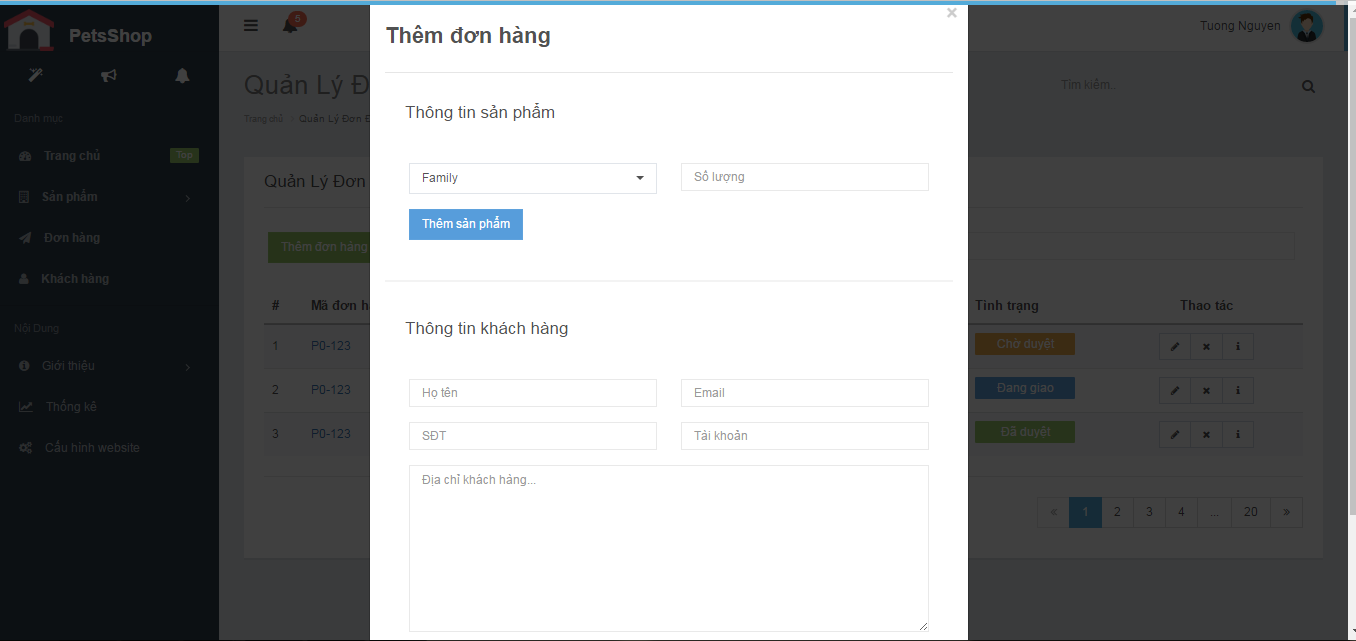 PetsShop
5
Tuong Nguyen
Danh mục
Trang chủ
Top
Sản phẩm
Đơn hàng
Khách hàng
Nội Dung
Giới thiệu
Thống kê
Cấu hình website
Quản Lý Đ
Trang chủ / Quản Lý Đơn
Tìm kiếm..
Quản Lý Đơn
Thêm đơn hàng
# Mã đơn h Tình trạng Thao tác
1 P0-123 Chờ duyệt
2 P0-123 Đang giao
3 P0-123 Đã duyệt
« 1 2 3 4 ... 20 »
×
Thêm đơn hàng
Thông tin sản phẩm
Family
Số lượng
Thêm sản phẩm
Thông tin khách hàng
Họ tên
Email
SĐT
Tài khoản
Địa chỉ khách hàng...